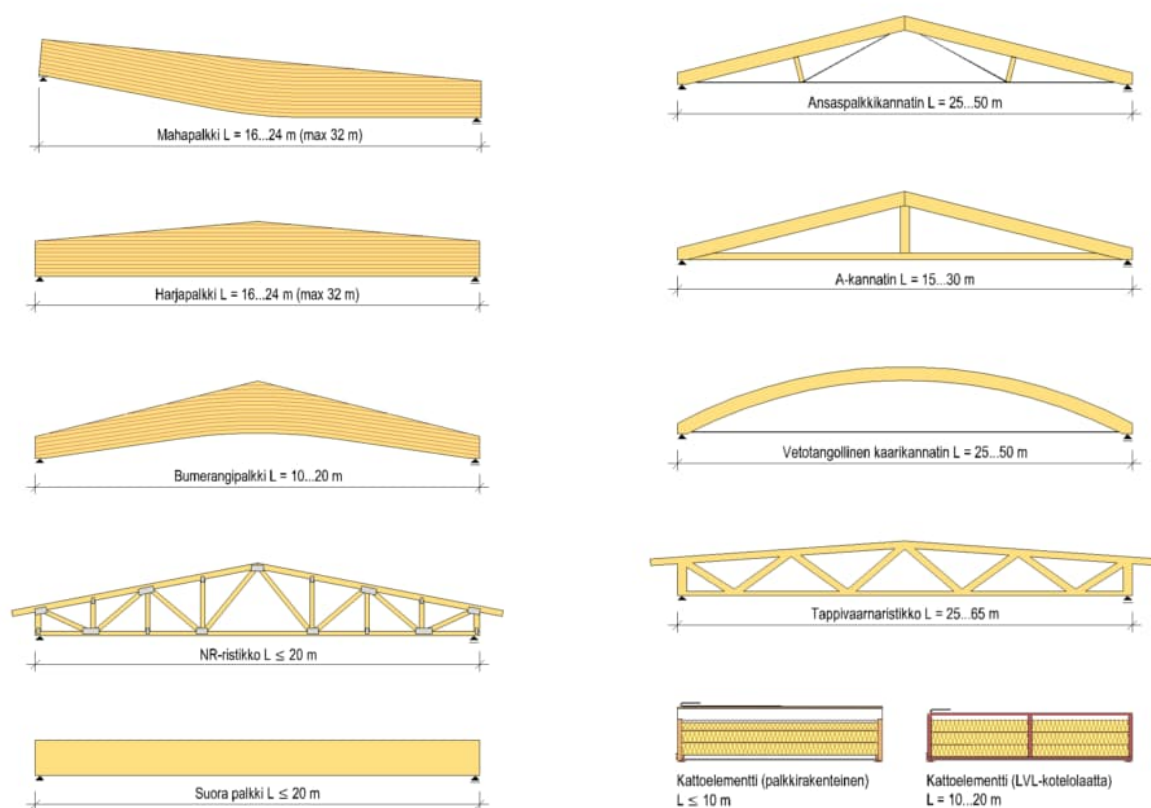 Mahapalkki L = 16...24 m (max 32 m)
Harjapalkki L = 16...24 m (max 32 m)
Bumerangipalkki L = 10...20 m
NR-ristikko L ≤ 20 m
Suora palkki L ≤ 20 m
Ansaspalkkikannatin L = 25...50 m
A-kannatin L = 15...30 m
Vetotangollinen kaarikannatin L = 25...50 m
Tappivaarnaristikko L = 25...65 m
Kattoelementti (palkkirakenteinen)
L ≤ 10 m
Kattoelementti (LVL-kotelolaatta)
L = 10...20 m